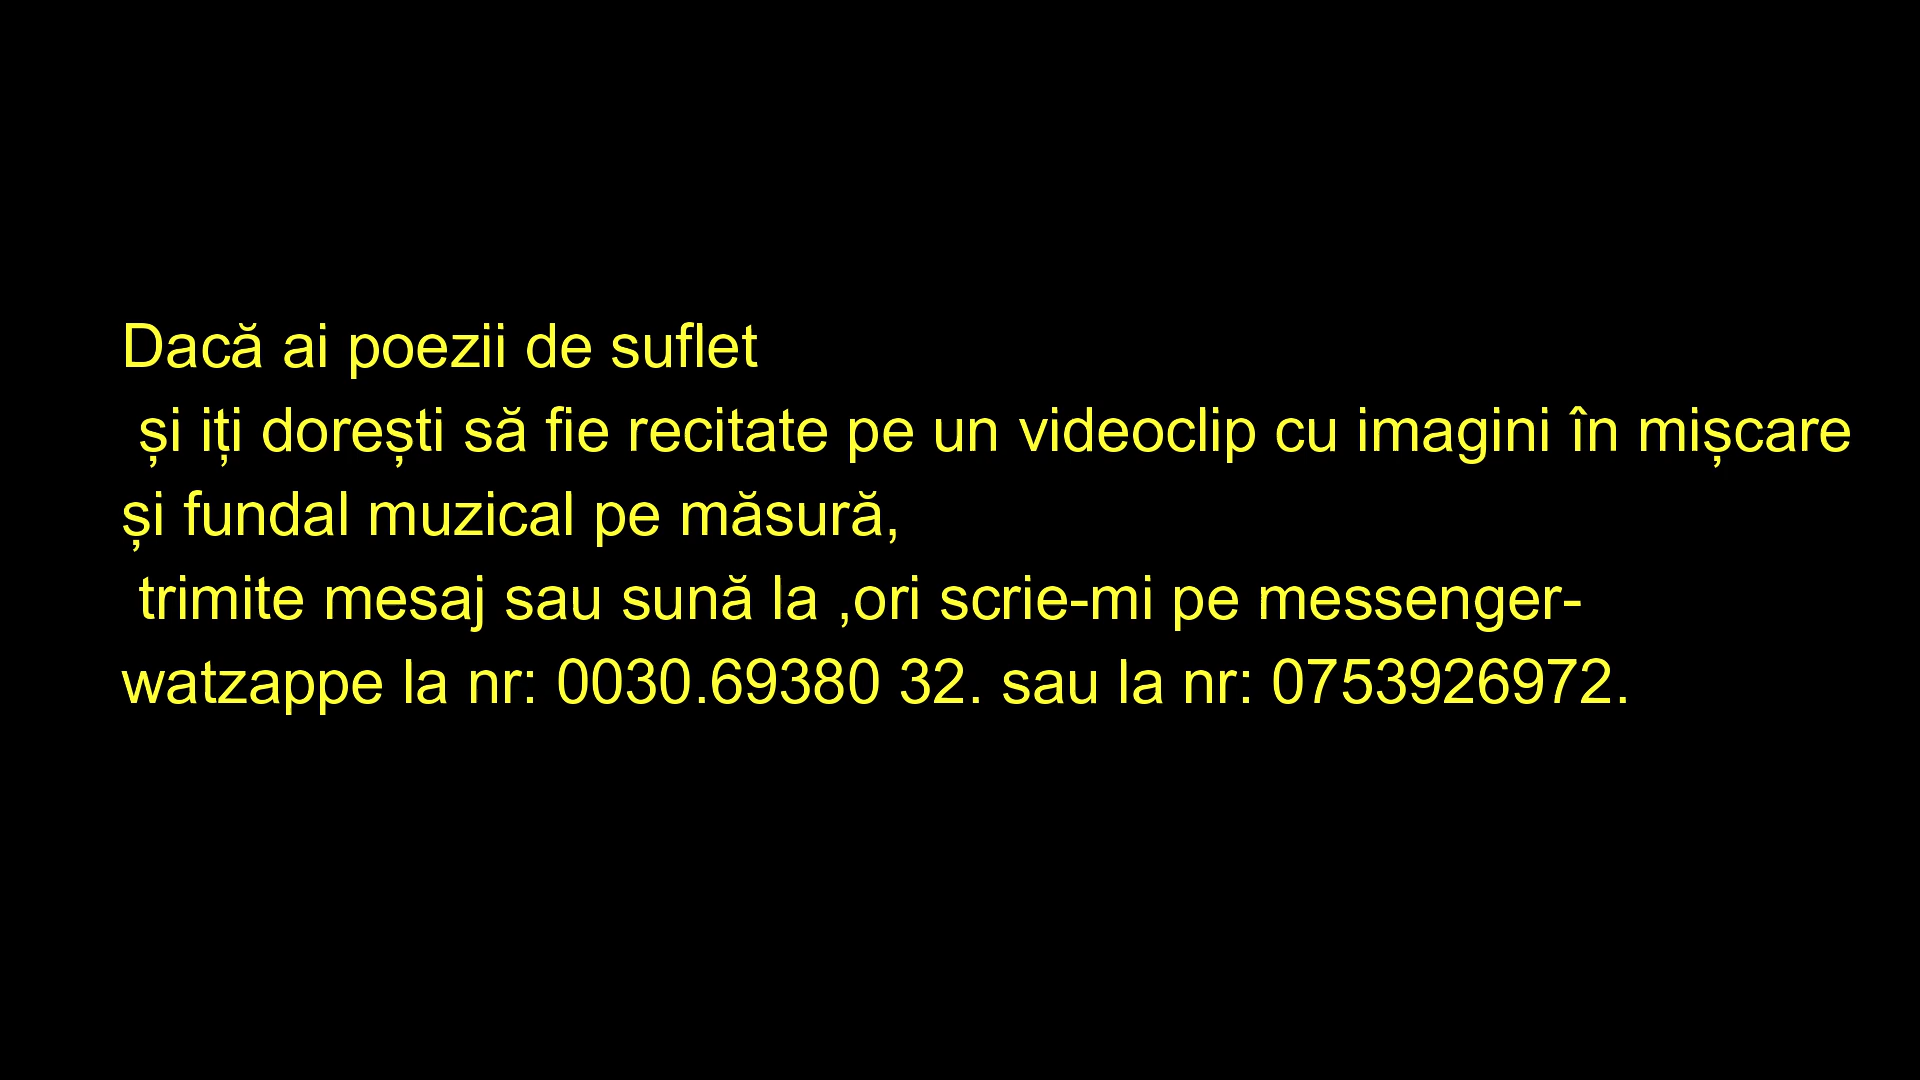 Dacă ai poezii de suflet
și iți dorești să fie recitate pe un videoclip cu imagini în mișcare
și fundal muzical pe măsură,
trimite mesaj sau sună la ,ori scrie-mi pe messenger-
watzappe la nr: 0030.69380 32. sau la nr: 0753926972.